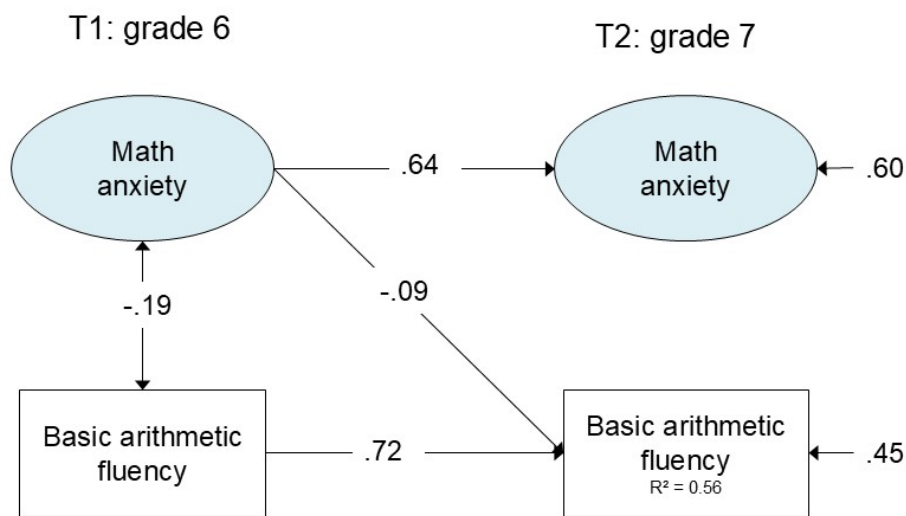 T1: grade 6
T2: grade 7
Math
anxiety
.64
Math
anxiety
.60
-.19
-.09
Basic arithmetic
fluency
.72
Basic arithmetic
fluency
R² = 0.56
.45